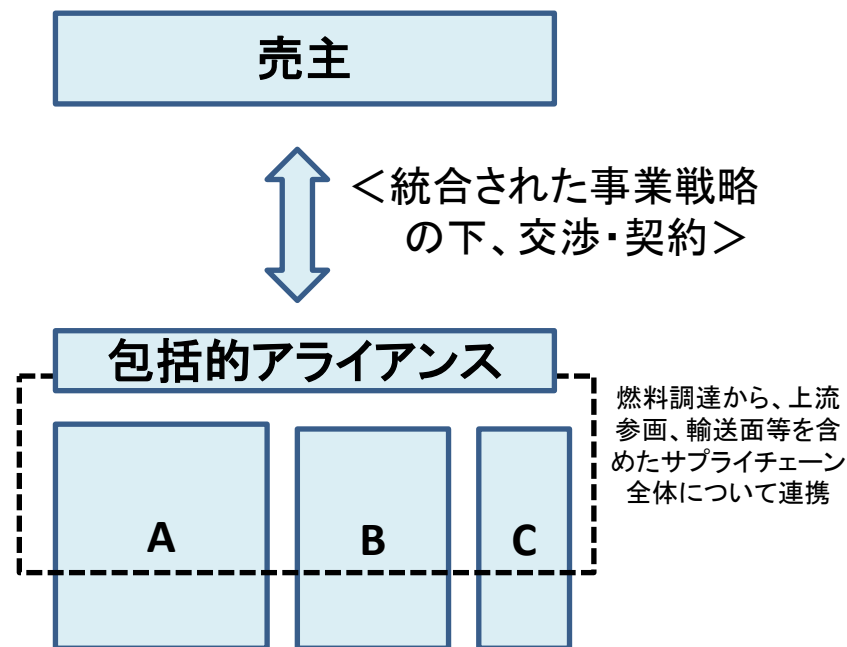 売主
＜統合された事業戦略
の下、交渉・契約＞
包括的アライアンス
燃料調達から、上流
参画、輸送面等を含
めたサプライチェーン
全体について連携
A
B
C